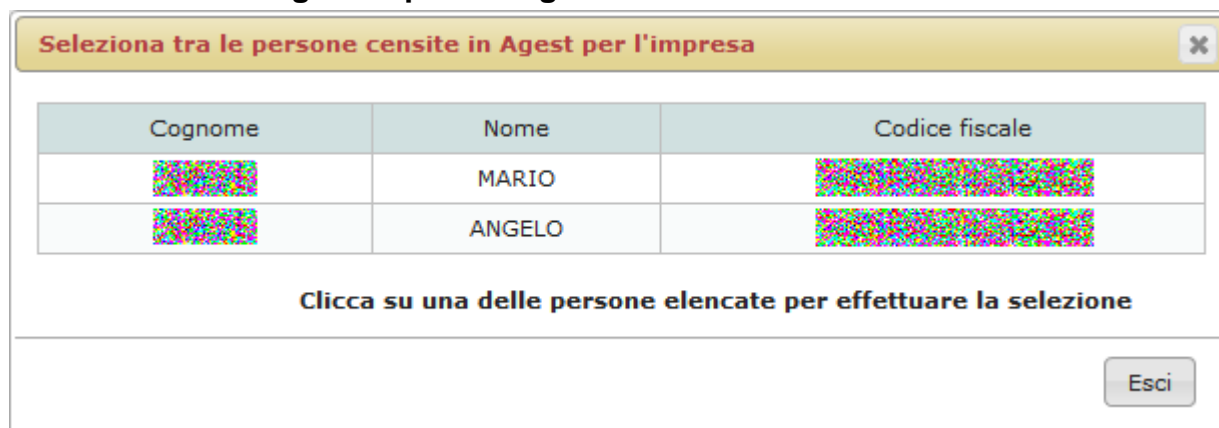 Seleziona tra le persone censite in Agest per l'impresa
Cognome Nome Codice fiscale
MARIO
ANGELO
Clicca su una delle persone elencate per effettuare la selezione
Esci